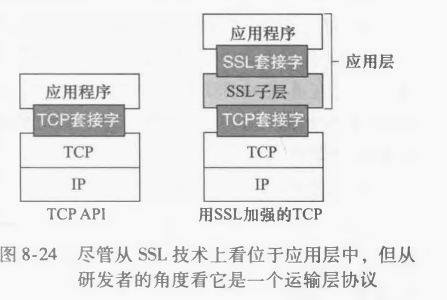 应用程序
TCP套接字
TCP
IP
TCP API
应用程序
SSL套接字
SSL子层
TCP套接字
TCP
IP
用SSL加强的TCP
应用层
图 8-24 尽管从 SSL 技术上看位于应用层中，但从
研发者的角度看它是一个运输层协议